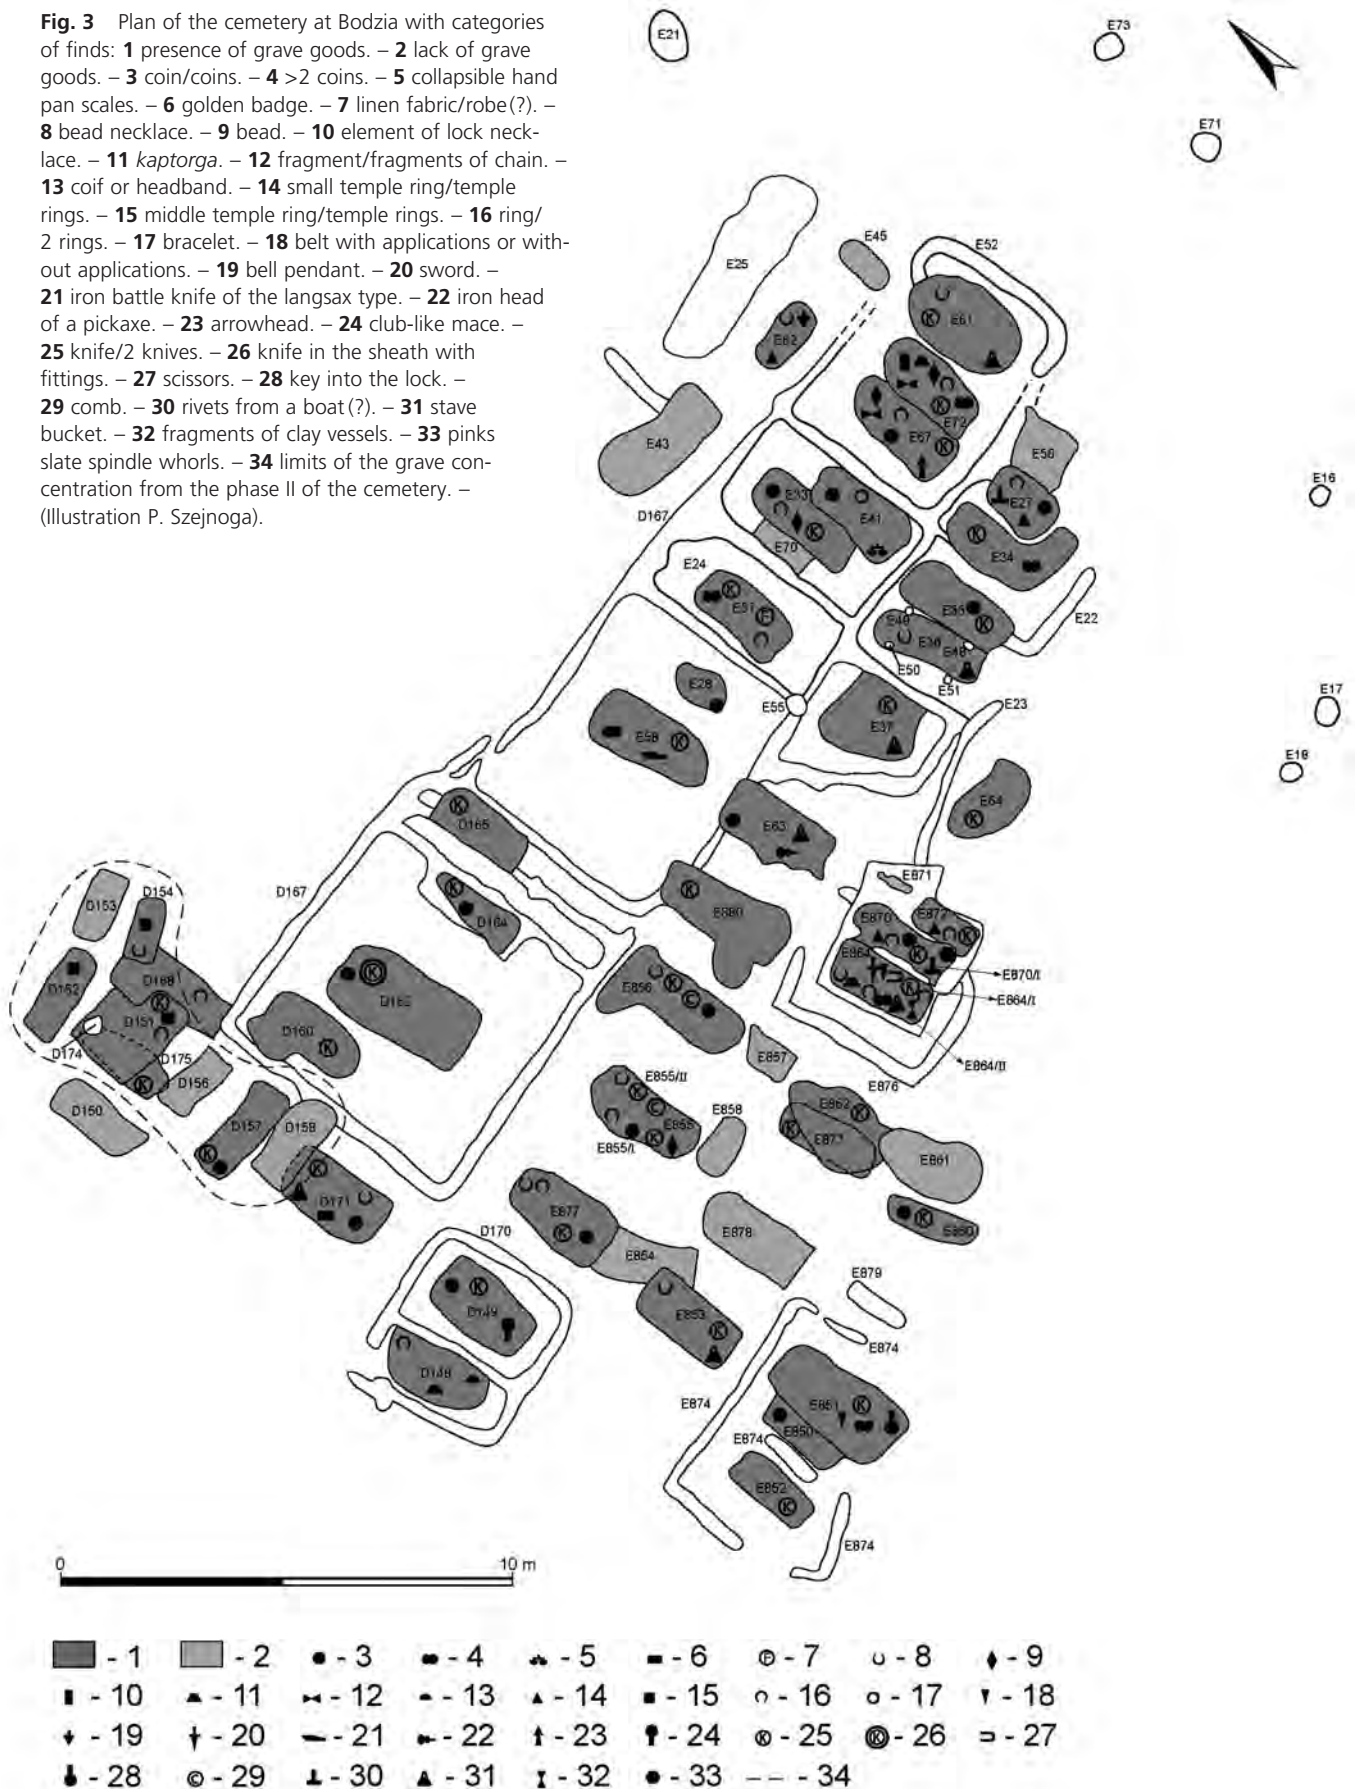 Fig. 3 Plan of the cemetery at Bodzia with categories
of finds: 1 presence of grave goods. – 2 lack of grave
goods. – 3 coin/coins. – 4 >2 coins. – 5 collapsible hand
pan scales. – 6 golden badge. – 7 linen fabric/robe(?). –
8 bead necklace. – 9 bead. – 10 element of lock neck-
lace. – 11 kaptorga. – 12 fragment/fragments of chain. –
13 coif or headband. – 14 small temple ring/temple
rings. – 15 middle temple ring/temple rings. – 16 ring/
2 rings. – 17 bracelet. – 18 belt with applications or with-
out applications. – 19 bell pendant. – 20 sword. –
21 iron battle knife of the langsax type. – 22 iron head
of a pickaxe. – 23 arrowhead. – 24 club-like mace. –
25 knife/2 knives. – 26 knife in the sheath with
fittings. – 27 scissors. – 28 key into the lock. –
29 comb. – 30 rivets from a boat(?). – 31 stave
bucket. – 32 fragments of clay vessels. – 33 pinks
slate spindle whorls. – 34 limits of the grave con-
centration from the phase II of the cemetery. –
(Illustration P. Szejnoga).
E21
E73
E71
E45
E52
E25
E61
E62
E72
E43
E67
E56
E16
D167
E33
E41
E27
E70
E34
E24
E31
E35
E22
E49
E36
E48
E50
E51
E28
E55
E23
E17
E58
E37
E18
E64
D165
E63
E871
D154
D167
D153
D164
E880
E870
E872
D162
D168
E864
E870/I
D163
E856
E864/I
D151
D160
D174
D175
E857
E864/II
D156
E855/II
E876
D150
E858
E862
D157
D159
E855
E873
E855/I
E861
D171
E877
E860
D170
E878
E854
E879
D149
E853
E874
D148
E874
E851
E850
E874
E852
E874
0 10 m
- 1 - 2 - 3 - 4 - 5 - 6 F - 7 - 8 - 9
- 10 - 11 - 12 - 13 - 14 - 15 - 16 - 17 - 18
- 19 - 20 - 21 - 22 - 23 - 24 K - 25 K - 26 - 27
- 28 C - 29 - 30 - 31 - 32 - 33 - 34